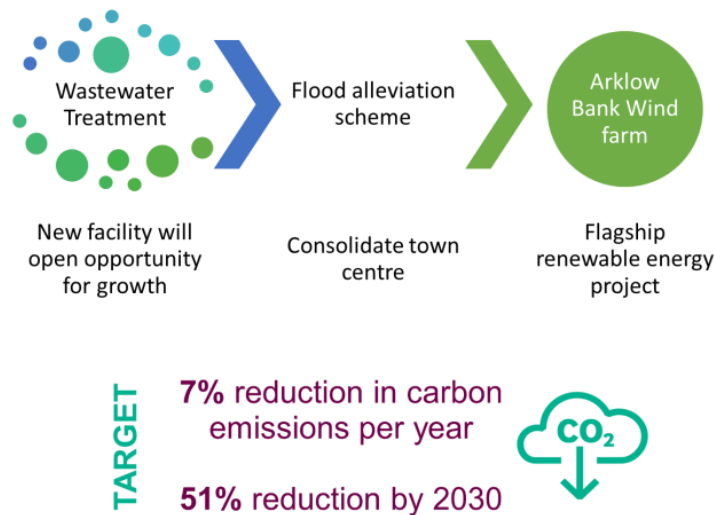 Wastewater
Treatment
Flood alleviation
scheme
Arklow
Bank Wind
farm
New facility will
open opportunity
for growth
Consolidate town
centre
Flagship
renewable energy
project
TARGET
7% reduction in carbon
emissions per year
51% reduction by 2030
CO₂